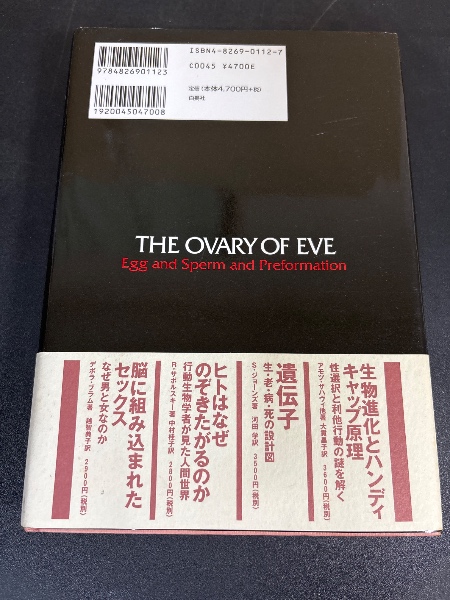 ISBN4-8269-0112-7
C0045 ¥4700E
定価(本体4,700円+税)
白揚社
9784826901123
1920045047008
THE OVARY OF EVE
Egg and Sperm and Preformation
生物進化とハンディ
キャップ原理
性選択と利他行動の謎を解く
アモツ・ザハヴィ他著 大貫昌子訳 3600円(税別)
遺伝子
生・老・病・死の設計図
S・ジョーンズ著 河田学訳 3600円(税別)
ヒトはなぜ
のぞきたがるのか
行動生物学者が見た人間世界
R・サポルスキー著 中村桂子訳 2800円(税別)
脳に組み込まれた
セックス
なぜ男と女なのか
デボラ・ブラム著 越智典子訳 2900円(税別)